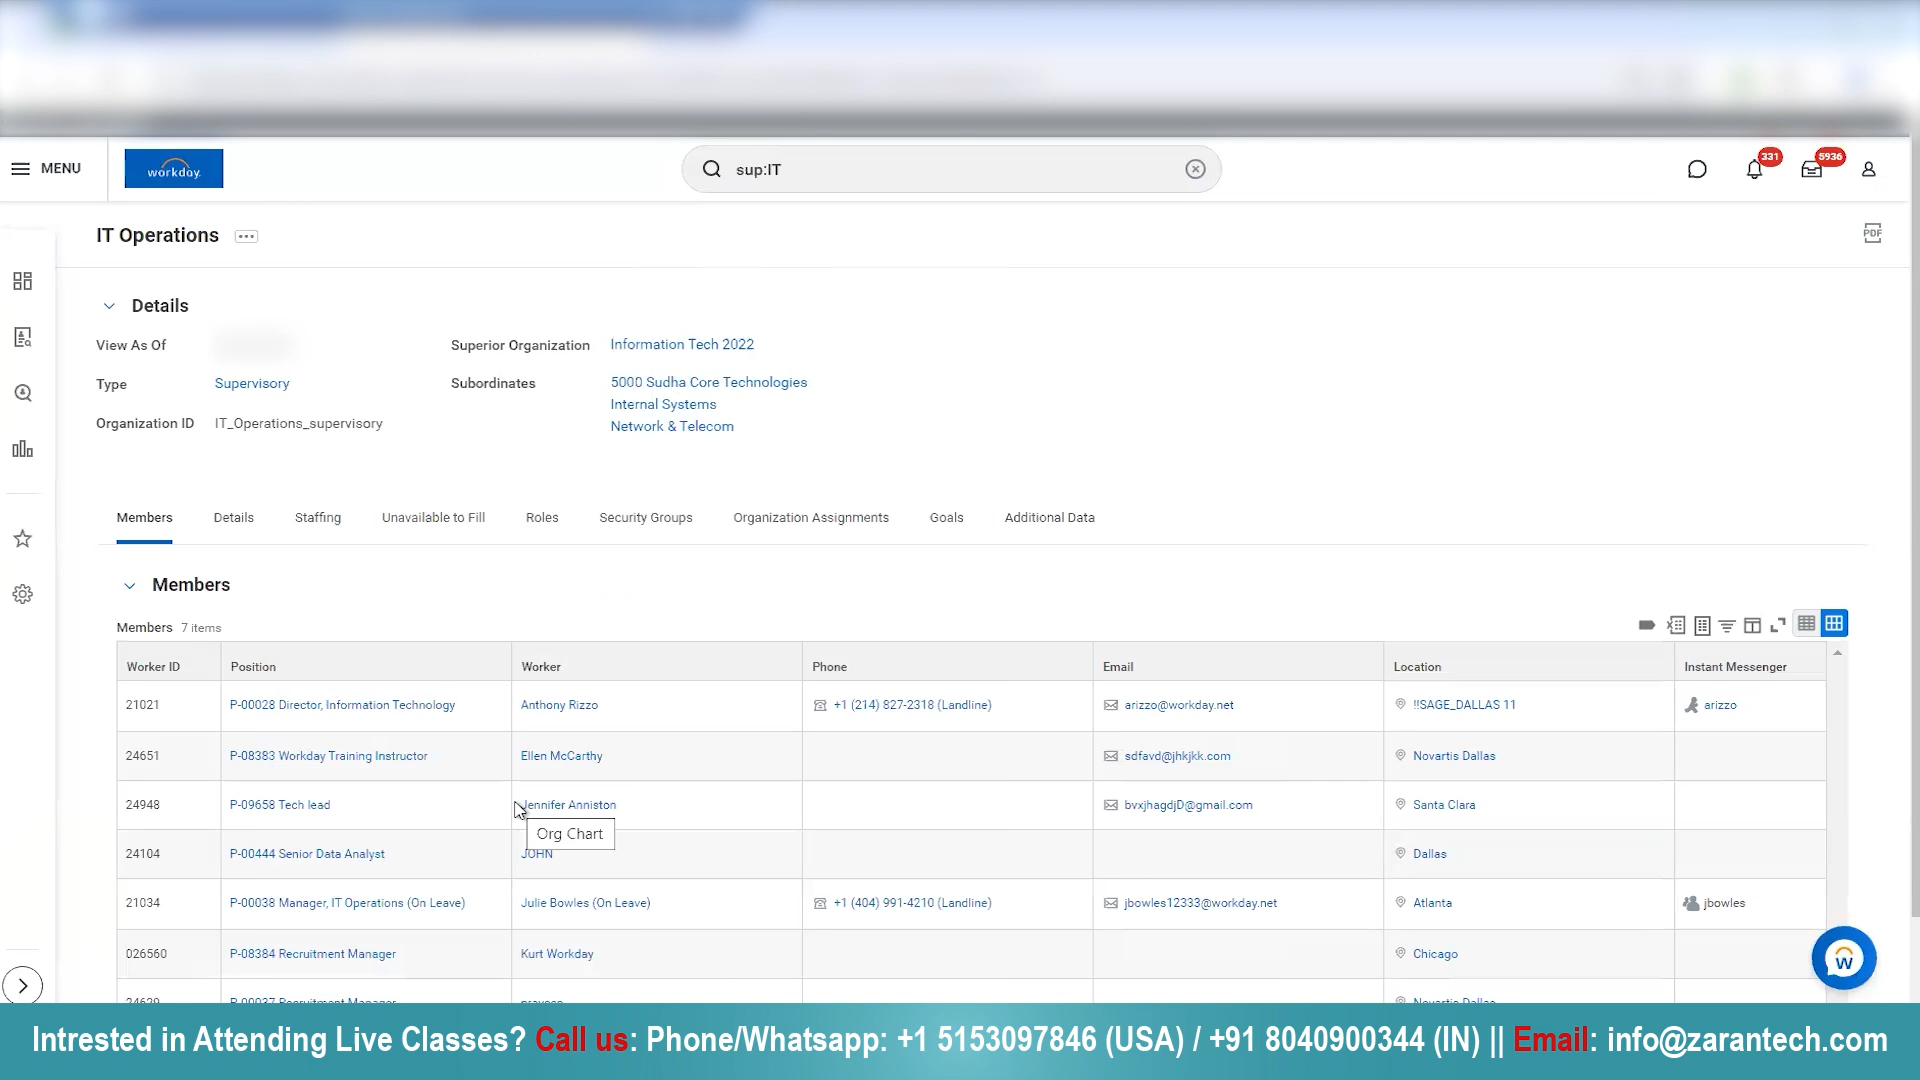 MENU
workday.
sup:IT
331
5936
IT Operations
PDF
Details
View As Of
Superior Organization Information Tech 2022
Type Supervisory
Subordinates 5000 Sudha Core Technologies
Internal Systems
Organization ID IT_Operations_supervisory
Network & Telecom
Members Details Staffing Unavailable to Fill Roles Security Groups Organization Assignments Goals Additional Data
Members
Members 7 items
Worker ID Position Worker Phone Email Location Instant Messenger
21021 P-00028 Director, Information Technology Anthony Rizzo +1 (214) 827-2318 (Landline) arizzo@workday.net !!SAGE_DALLAS 11 arizzo
24651 P-08383 Workday Training Instructor Ellen McCarthy sdfavd@jhkjkk.com Novartis Dallas
24948 P-09658 Tech lead Jennifer Anniston bvxjhagdjD@gmail.com Santa Clara
Org Chart
24104 P-00444 Senior Data Analyst JOHN Dallas
21034 P-00038 Manager, IT Operations (On Leave) Julie Bowles (On Leave) +1 (404) 991-4210 (Landline) jbowles12333@workday.net Atlanta jbowles
026560 P-08384 Recruitment Manager Kurt Workday Chicago
24629 P-00037 Recruitment Manager praveen Novartis Dallas
W
Intrested in Attending Live Classes? Call us: Phone/Whatsapp: +1 5153097846 (USA) / +91 8040900344 (IN) || Email: info@zarantech.com